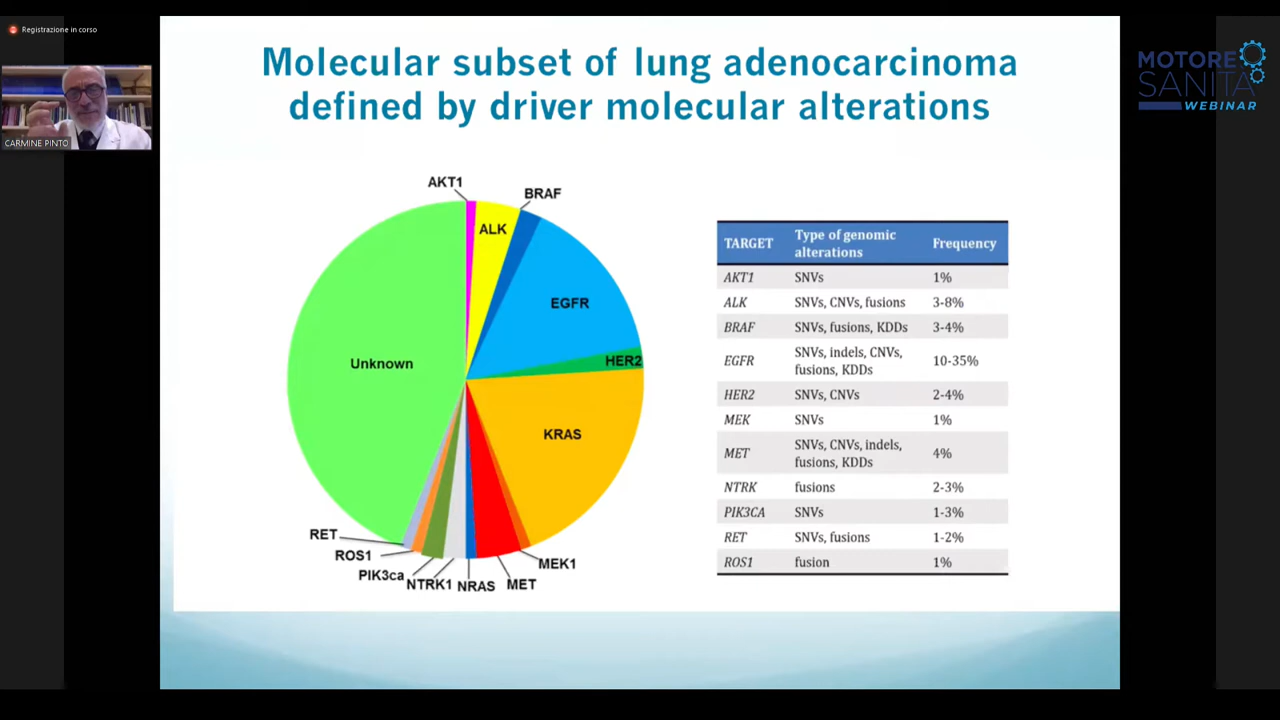 Registrazione in corso
CARMINE PINTO
MOTORE
SANITA
WEBINAR
Molecular subset of lung adenocarcinoma
defined by driver molecular alterations
AKT1
BRAF
ALK
EGFR
HER2
Unknown
KRAS
RET
ROS1
PIK3ca
NTRK1
NRAS
MET
MEK1
TARGET
Type of genomic
alterations
Frequency
AKT1 SNVs 1%
ALK SNVs, CNVs, fusions 3-8%
BRAF SNVs, fusions, KDDs 3-4%
EGFR SNVs, indels, CNVs,
fusions, KDDs 10-35%
HER2 SNVs, CNVs 2-4%
MEK SNVs 1%
MET SNVs, CNVs, indels,
fusions, KDDs 4%
NTRK fusions 2-3%
PIK3CA SNVs 1-3%
RET SNVs, fusions 1-2%
ROS1 fusion 1%